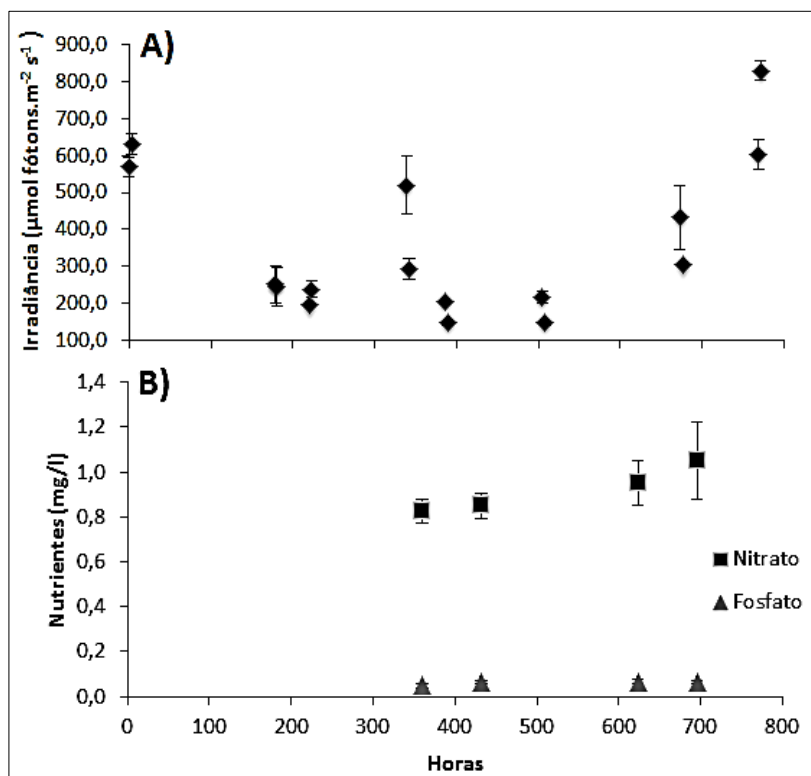 A)
Irradiância (µmol fótons.m⁻² s⁻¹)
900,0
800,0
700,0
600,0
500,0
400,0
300,0
200,0
100,0
B)
Nutrientes (mg/l)
1,4
1,2
1,0
0,8
0,6
0,4
0,2
0,0
Nitrato
Fosfato
0 100 200 300 400 500 600 700 800
Horas